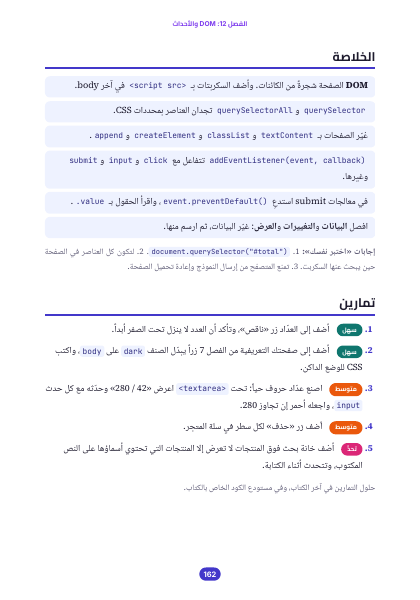 الفصل 12: DOM والأحداث
الخلاصة
DOM الصفحة شجرةٌ من الكائنات. وأضف السكربتات بـ <script src> في آخر body.
querySelector و querySelectorAll تجدان العناصر بمحددات CSS.
غيّر الصفحات بـ textContent و classList و createElement و append .
addEventListener(event, callback) تتفاعل مع click و input و submit
وغيرها.
في معالجات submit استدعِ event.preventDefault() ، واقرأ الحقول بـ .value .
افصل البيانات والتغييرات والعرض: غيّر البيانات، ثم ارسم منها.
إجابات «اختبر نفسك»: 1. document.querySelector("#total") . 2. لتكون كل العناصر في الصفحة
حين يبحث عنها السكربت. 3. تمنع المتصفح من إرسال النموذج وإعادة تحميل الصفحة.
تمارين
1. سهل أضف إلى العدّاد زر «ناقص»، وتأكد أن العدد لا ينزل تحت الصفر أبداً.
2. سهل أضف إلى صفحتك التعريفية من الفصل 7 زراً يبدّل الصنف dark على body ، واكتب
CSS للوضع الداكن.
3. متوسط اصنع عدّاد حروف حياً: تحت <textarea> اعرض «42 / 280» وحدّثه مع كل حدث
input ، واجعله أحمر إن تجاوز 280.
4. متوسط أضف زر «حذف» لكل سطر في سلة المتجر.
5. تحدٍّ أضف خانة بحث فوق المنتجات لا تعرض إلا المنتجات التي تحتوي أسماؤها على النص
المكتوب، وتتحدث أثناء الكتابة.
حلول التمارين في آخر الكتاب، وفي مستودع الكود الخاص بالكتاب.
162